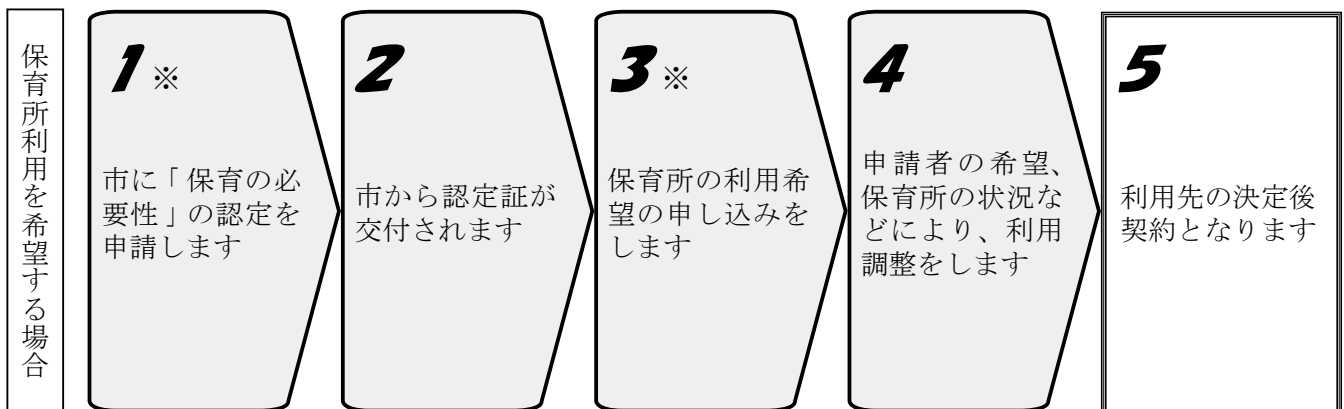 保育所利用を希望する場合
1※
市に「保育の必
要性」の認定を
申請します
2
市から認定証が
交付されます
3※
保育所の利用希
望の申し込みを
します
4
申請者の希望、
保育所の状況な
どにより、利用
調整をします
5
利用先の決定後
契約となります